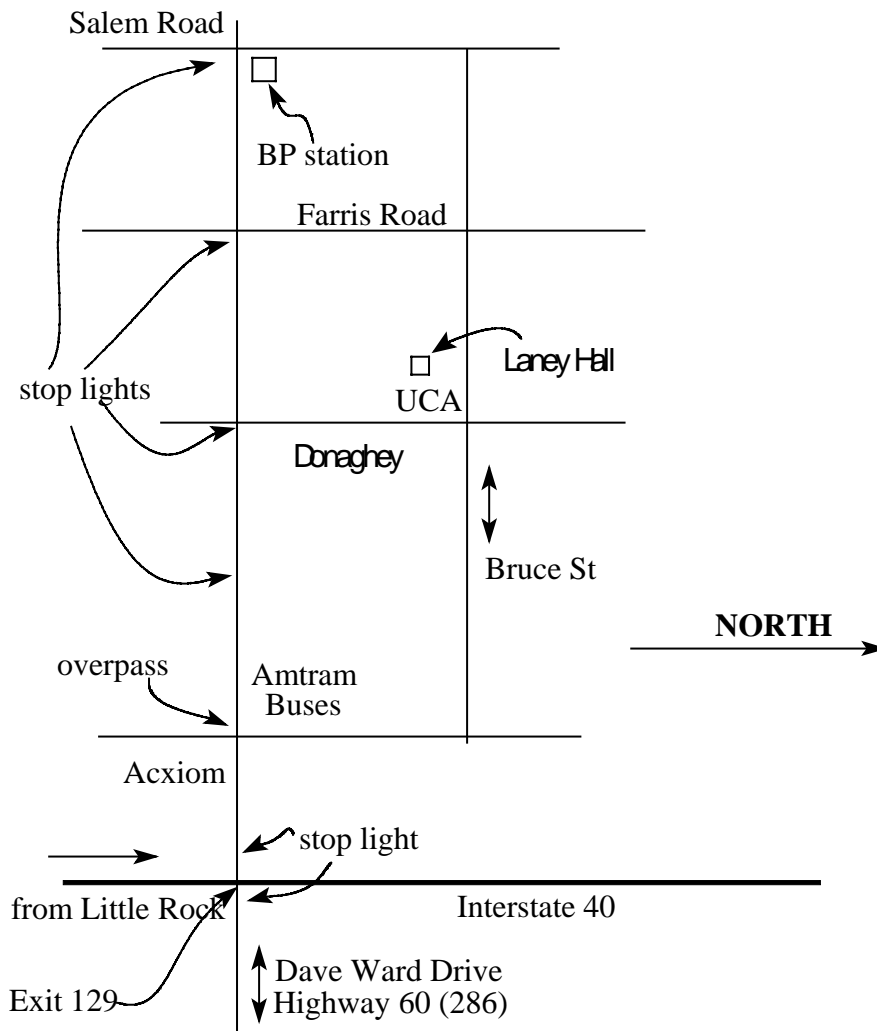 Salem Road
BP station
Farris Road
Laney Hall
stop lights
UCA
Donaghey
Bruce St
NORTH
overpass
Amtram
Buses
Acxiom
stop light
from Little Rock
Interstate 40
Dave Ward Drive
Exit 129
Highway 60 (286)